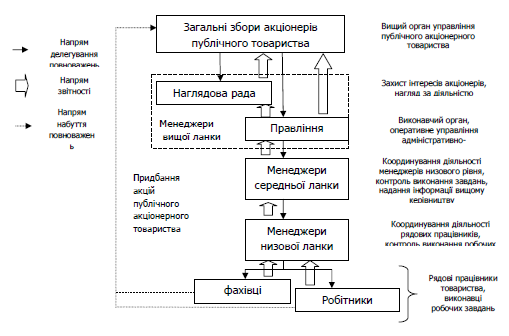 Загальні збори акціонерів
публічного товариства
Вищий орган управління
публічного акціонерного
товариства
Напрям
делегування
повноважень
Напрям
звітності
Напрям
набуття
повноважен
ь
Наглядова рада
Захист інтересів акціонерів,
нагляд за діяльністю
Менеджери
вищої ланки
Правління
Виконавчий орган,
оперативне управління
адміністративно-
Придбання
акцій
публічного
акціонерного
товариства
Менеджери
середньої ланки
Координування діяльності
менеджерів низового рівня,
контроль виконання завдань,
надання інформації вищому
керівництву
Менеджери
низової ланки
Координування діяльності
рядових працівників,
контроль виконання робочих
фахівці
Робітники
Рядові працівники
товариства,
виконавці
робочих завдань